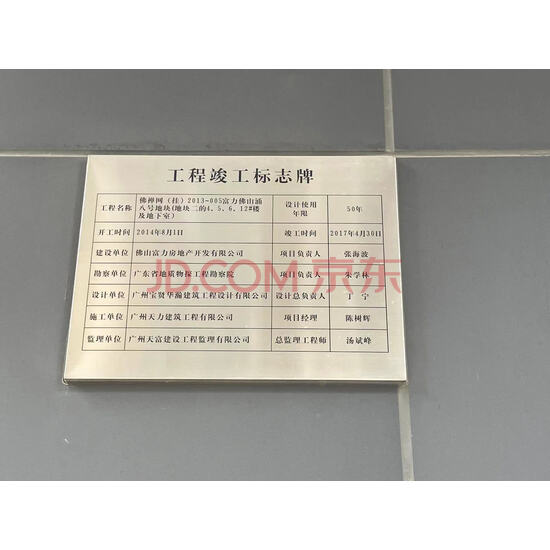 工程竣工标志牌
工程名称 佛禅网（挂）2013-005富力佛山涌八号地块(地块二的4、5、6、12#楼及地下室） 设计使用年限 50年
开工时间 2014年8月1日 竣工时间 2017年4月30日
建设单位 佛山富力房地产开发有限公司 项目负责人 张海波
勘察单位 广东省地质物探工程勘察院 项目负责人 朱学林
设计单位 广州宝贤华瀚建筑工程设计有限公司 设计总负责人 丁宁
施工单位 广州天力建筑工程有限公司 项目经理 陈树辉
监理单位 广州天富建设工程监理有限公司 总监理工程师 汤斌峰
JD.COM 京东